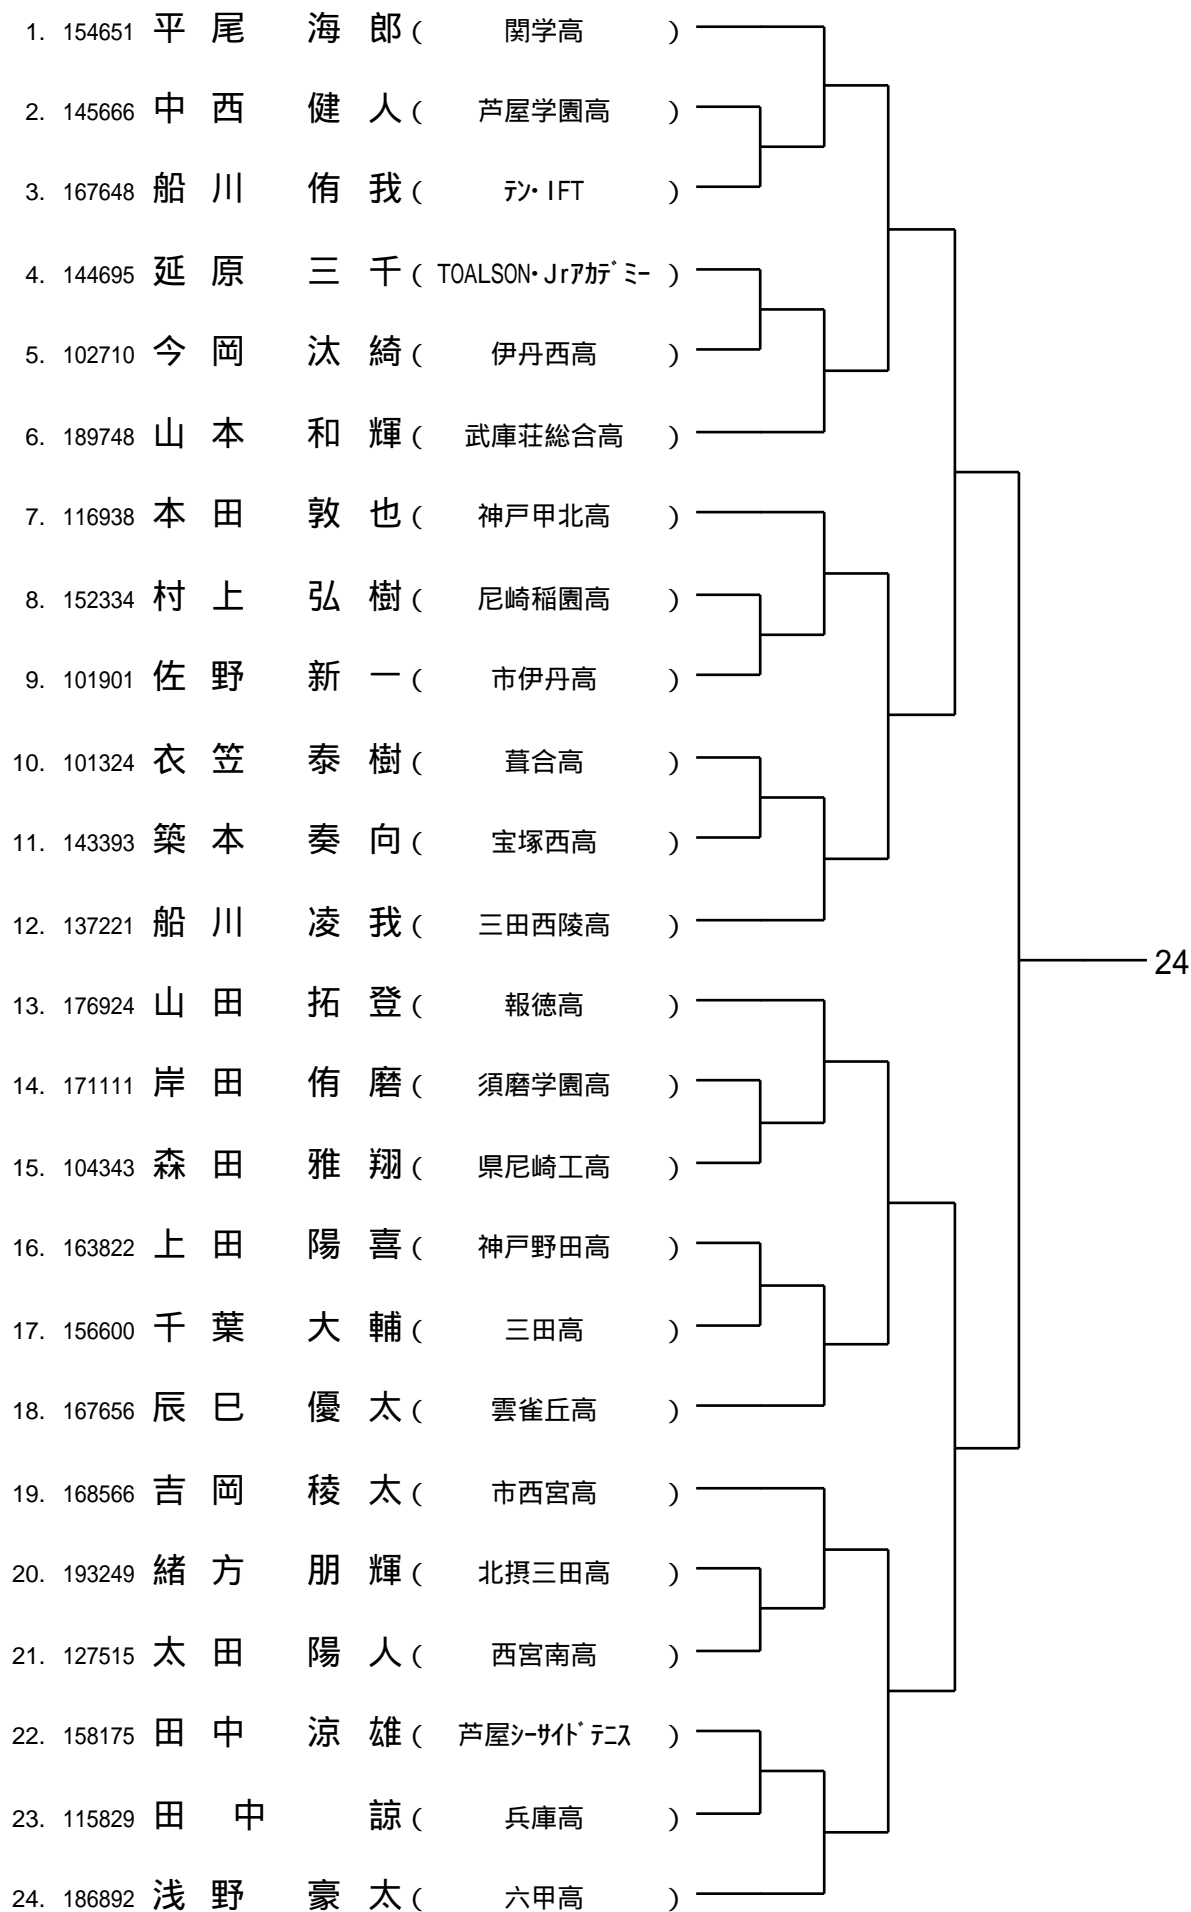 1. 154651 平尾 海郎 ( 関学高 )
2. 145666 中西 健人 ( 芦屋学園高 )
3. 167648 船川 侑我 ( ﾃﾝ･IFT )
4. 144695 延原 三千 ( TOALSON･Jrｱｶﾃﾞﾐｰ )
5. 102710 今岡 汰綺 ( 伊丹西高 )
6. 189748 山本 和輝 ( 武庫荘総合高 )
7. 116938 本田 敦也 ( 神戸甲北高 )
8. 152334 村上 弘樹 ( 尼崎稲園高 )
9. 101901 佐野 新一 ( 市伊丹高 )
10. 101324 衣笠 泰樹 ( 葺合高 )
11. 143393 築本 奏向 ( 宝塚西高 )
12. 137221 船川 凌我 ( 三田西陵高 )
24
13. 176924 山田 拓登 ( 報徳高 )
14. 171111 岸田 侑磨 ( 須磨学園高 )
15. 104343 森田 雅翔 ( 県尼崎工高 )
16. 163822 上田 陽喜 ( 神戸野田高 )
17. 156600 千葉 大輔 ( 三田高 )
18. 167656 辰巳 優太 ( 雲雀丘高 )
19. 168566 吉岡 稜太 ( 市西宮高 )
20. 193249 緒方 朋輝 ( 北摂三田高 )
21. 127515 太田 陽人 ( 西宮南高 )
22. 158175 田中 涼雄 ( 芦屋ｼｰｻｲﾄﾞﾃﾆｽ )
23. 115829 田中 諒 ( 兵庫高 )
24. 186892 浅野 豪太 ( 六甲高 )